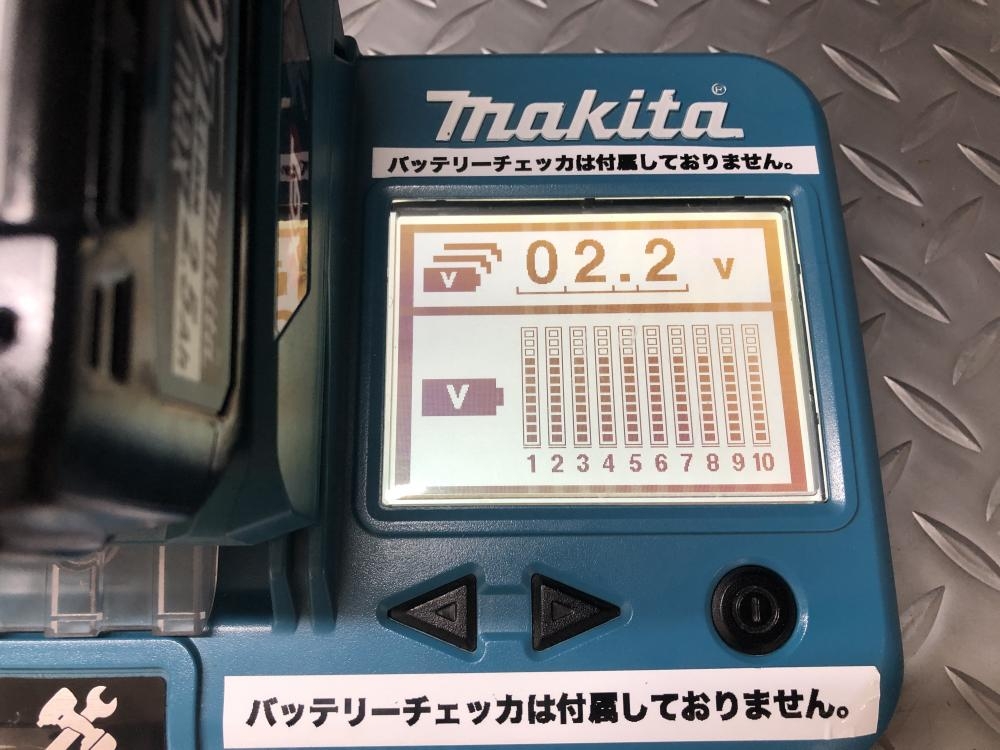 makita®
バッテリーチェッカは付属しておりません。
V 02.2 V
V
1 2 3 4 5 6 7 8 9 10
バッテリーチェッカは付属しておりません。
2.5Ah